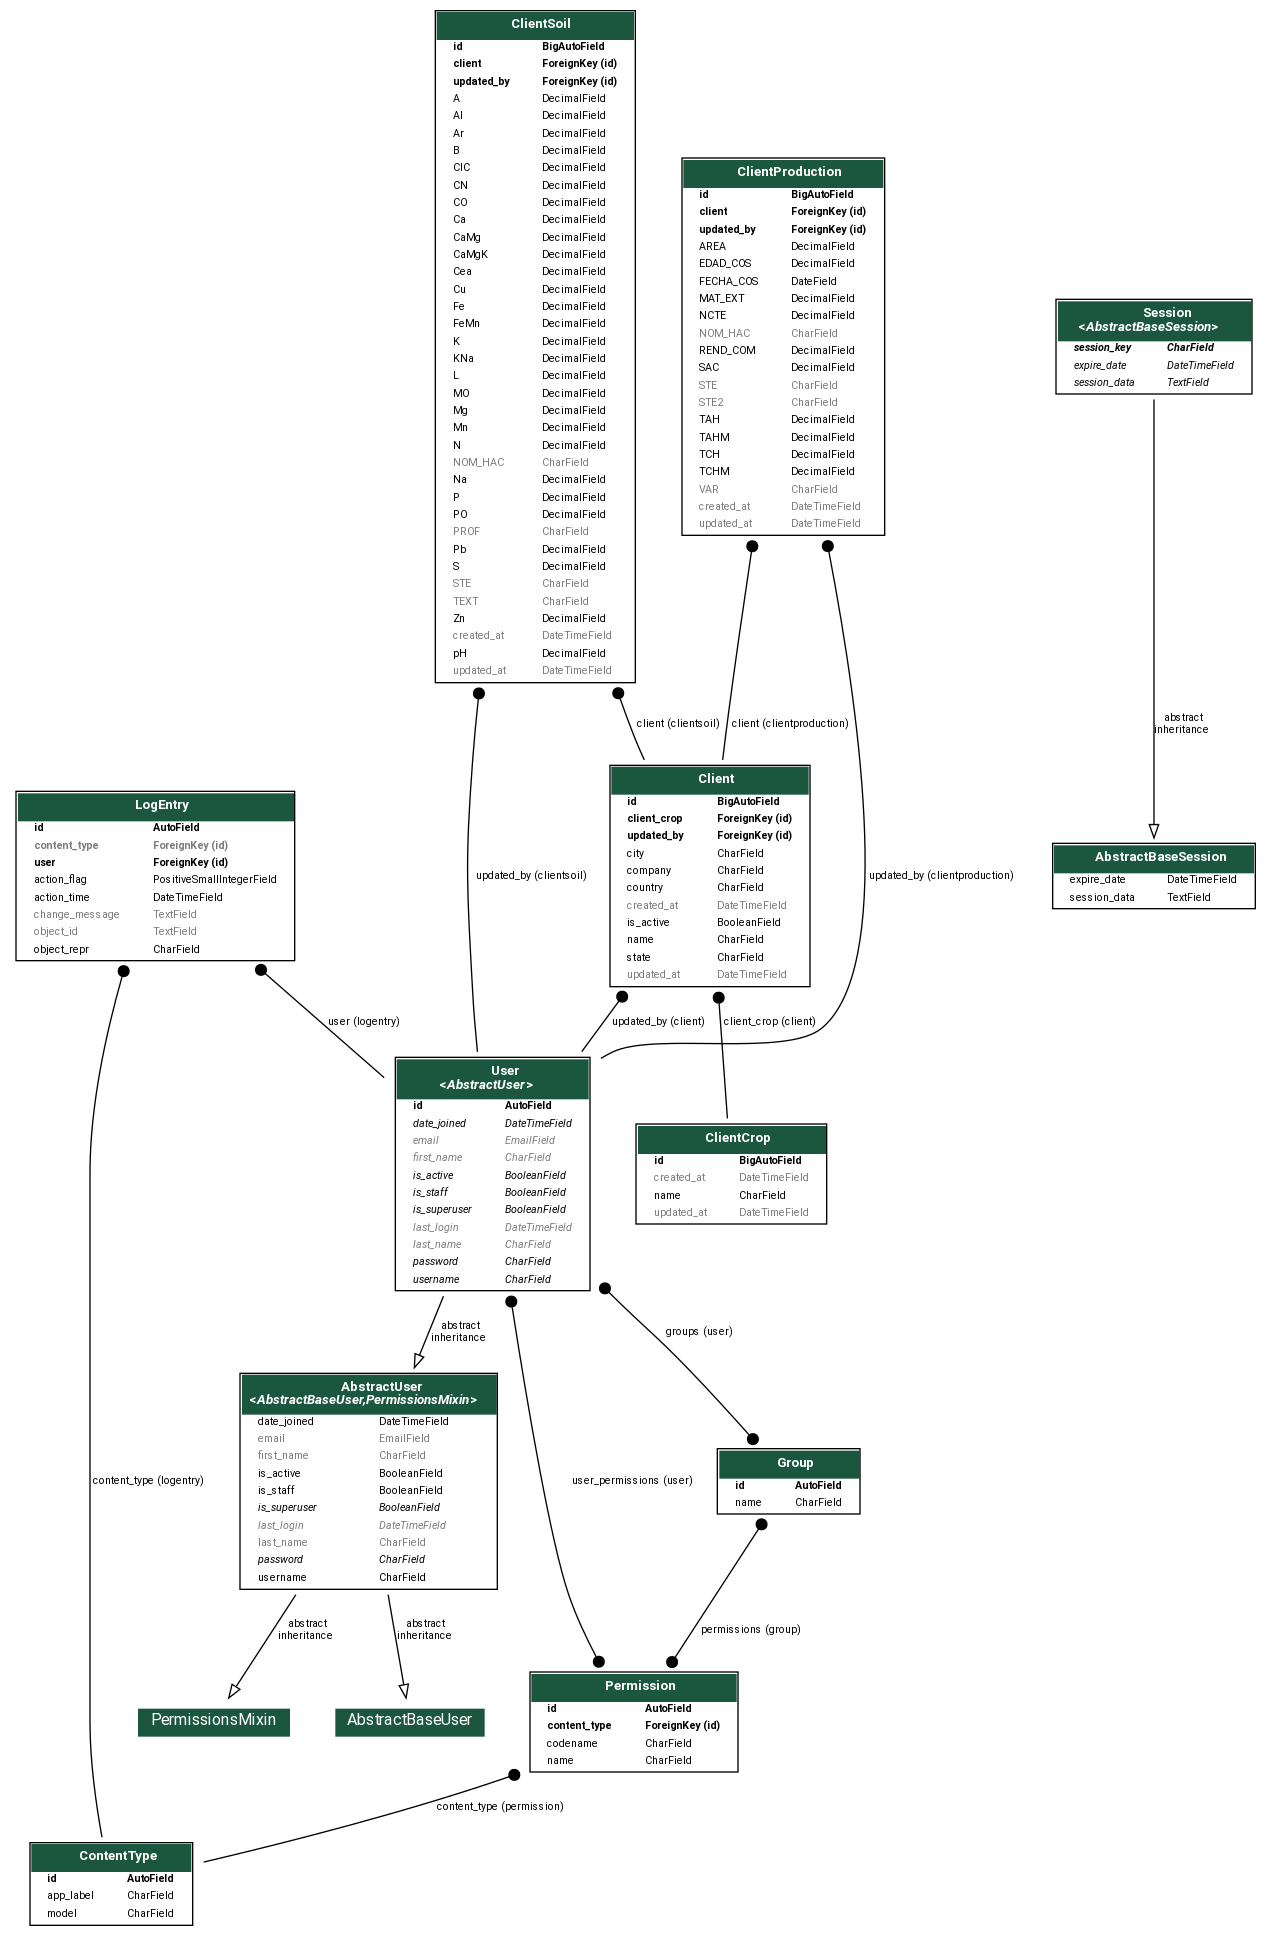 ClientSoil
id BigAutoField
client ForeignKey (id)
updated_by ForeignKey (id)
A DecimalField
Al DecimalField
Ar DecimalField
B DecimalField
CIC DecimalField
CN DecimalField
CO DecimalField
Ca DecimalField
CaMg DecimalField
CaMgK DecimalField
Cea DecimalField
Cu DecimalField
Fe DecimalField
FeMn DecimalField
K DecimalField
KNa DecimalField
L DecimalField
MO DecimalField
Mg DecimalField
Mn DecimalField
N DecimalField
NOM_HAC CharField
Na DecimalField
P DecimalField
PO DecimalField
PROF CharField
Pb DecimalField
S DecimalField
STE CharField
TEXT CharField
Zn DecimalField
created_at DateTimeField
pH DecimalField
updated_at DateTimeField
ClientProduction
id BigAutoField
client ForeignKey (id)
updated_by ForeignKey (id)
AREA DecimalField
EDAD_COS DecimalField
FECHA_COS DateField
MAT_EXT DecimalField
NCTE DecimalField
NOM_HAC CharField
REND_COM DecimalField
SAC DecimalField
STE CharField
STE2 CharField
TAH DecimalField
TAHM DecimalField
TCH DecimalField
TCHM DecimalField
VAR CharField
created_at DateTimeField
updated_at DateTimeField
Session
<AbstractBaseSession>
session_key CharField
expire_date DateTimeField
session_data TextField
client (clientsoil)
client (clientproduction)
abstract
inheritance
Client
id BigAutoField
client_crop ForeignKey (id)
updated_by ForeignKey (id)
city CharField
company CharField
country CharField
created_at DateTimeField
is_active BooleanField
name CharField
state CharField
updated_at DateTimeField
LogEntry
id AutoField
content_type ForeignKey (id)
user ForeignKey (id)
action_flag PositiveSmallIntegerField
action_time DateTimeField
change_message TextField
object_id TextField
object_repr CharField
updated_by (clientsoil)
updated_by (clientproduction)
AbstractBaseSession
expire_date DateTimeField
session_data TextField
user (logentry)
updated_by (client)
client_crop (client)
User
<AbstractUser>
id AutoField
date_joined DateTimeField
email EmailField
first_name CharField
is_active BooleanField
is_staff BooleanField
is_superuser BooleanField
last_login DateTimeField
last_name CharField
password CharField
username CharField
ClientCrop
id BigAutoField
created_at DateTimeField
name CharField
updated_at DateTimeField
abstract
inheritance
groups (user)
AbstractUser
<AbstractBaseUser,PermissionsMixin>
date_joined DateTimeField
email EmailField
first_name CharField
is_active BooleanField
is_staff BooleanField
is_superuser BooleanField
last_login DateTimeField
last_name CharField
password CharField
username CharField
content_type (logentry)
user_permissions (user)
Group
id AutoField
name CharField
abstract
inheritance
abstract
inheritance
permissions (group)
PermissionsMixin
AbstractBaseUser
Permission
id AutoField
content_type ForeignKey (id)
codename CharField
name CharField
content_type (permission)
ContentType
id AutoField
app_label CharField
model CharField